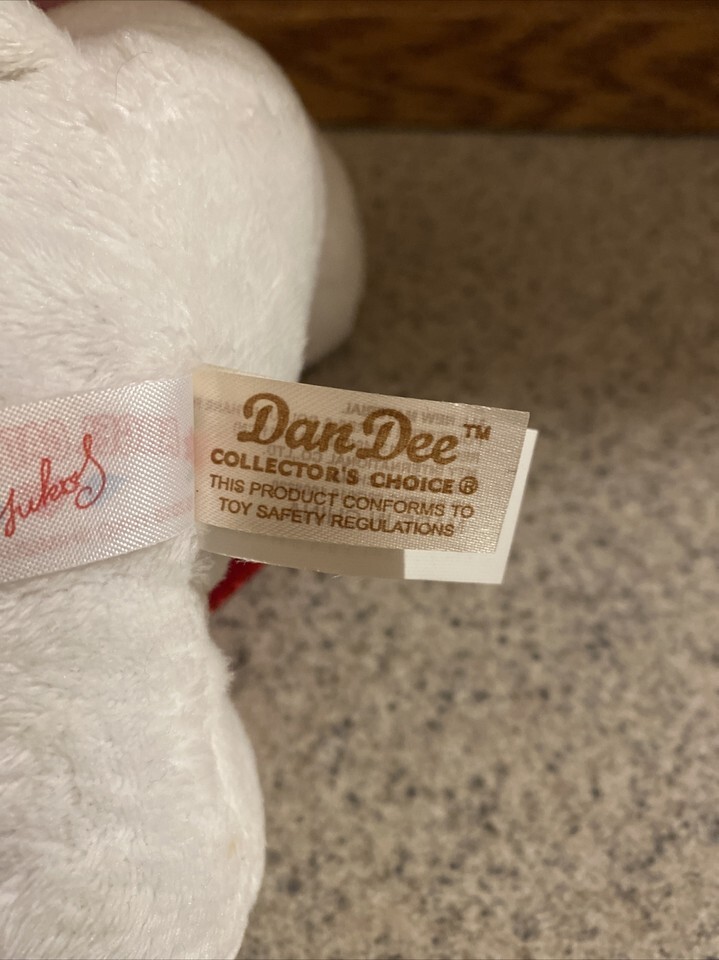 Dan Dee™
COLLECTOR'S CHOICE ®
THIS PRODUCT CONFORMS TO
TOY SAFETY REGULATIONS